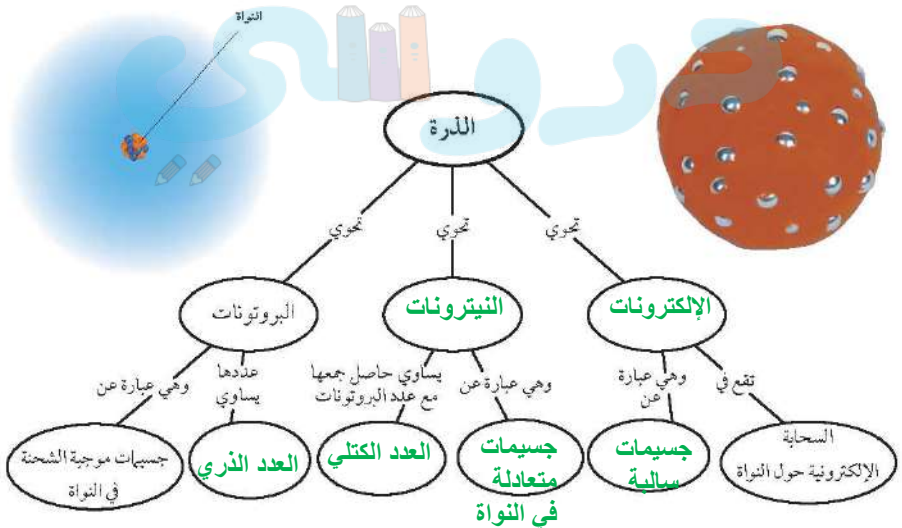 النواة
دروسي
الذرة
تحوي
تحوي
تحوي
الإلكترونات
النيترونات
البروتونات
تقع في
وهي عبارة
عن
وهي عبارة عن
يساوي حاصل جمعها
مع عدد البروتونات
عددها
يساوي
وهي عبارة عن
السحابة
الإلكترونية حول النواة
جسيمات
سالبة
جسيمات
متعادلة
في النواة
العدد الكتلي
العدد الذري
جسيمات موجبة الشحنة
في النواة